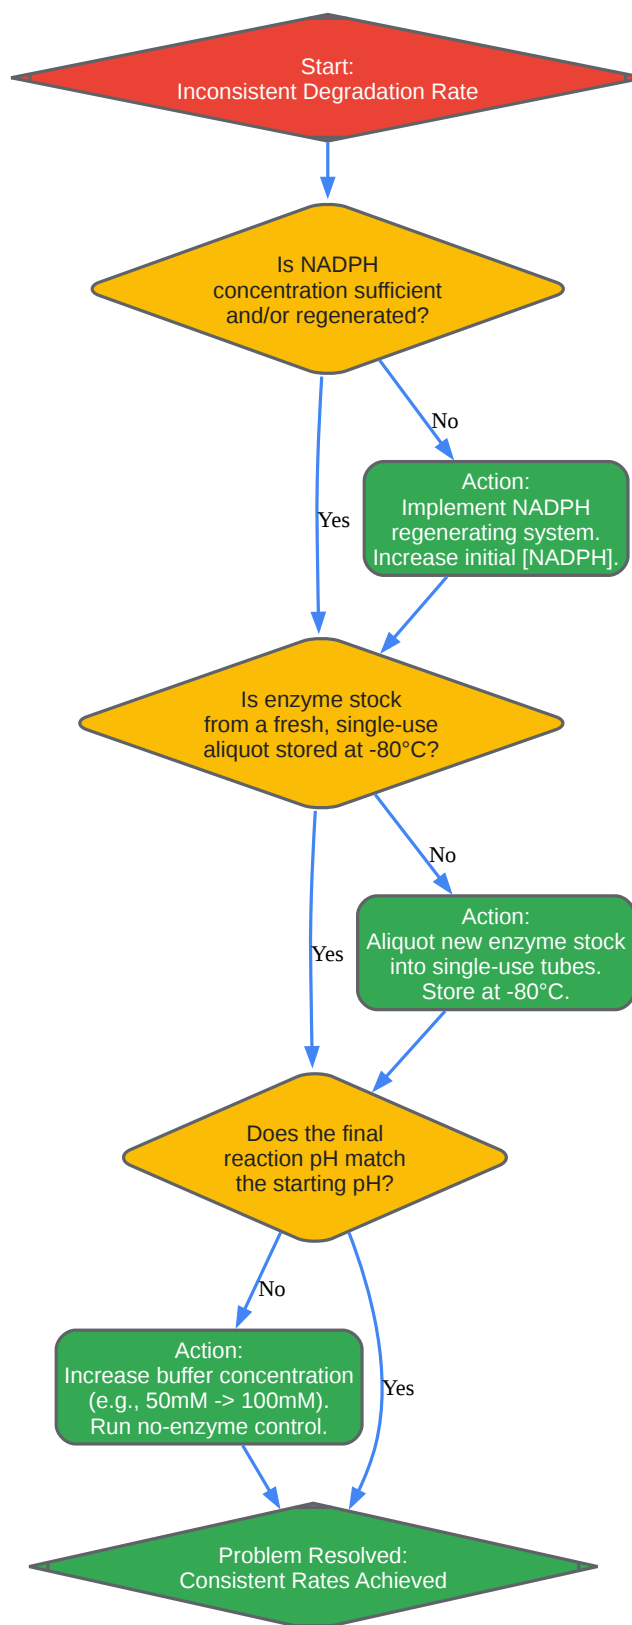 Start:
Inconsistent Degradation Rate
Is NADPH
concentration sufficient
and/or regenerated?
No
Action:
Implement NADPH
regenerating system.
Increase initial [NADPH].
Yes
Is enzyme stock
from a fresh, single-use
aliquot stored at -80°C?
No
Action:
Aliquot new enzyme stock
into single-use tubes.
Store at -80°C.
Yes
Does the final
reaction pH match
the starting pH?
No
Action:
Increase buffer concentration
(e.g., 50mM -> 100mM).
Run no-enzyme control.
Yes
Problem Resolved:
Consistent Rates Achieved